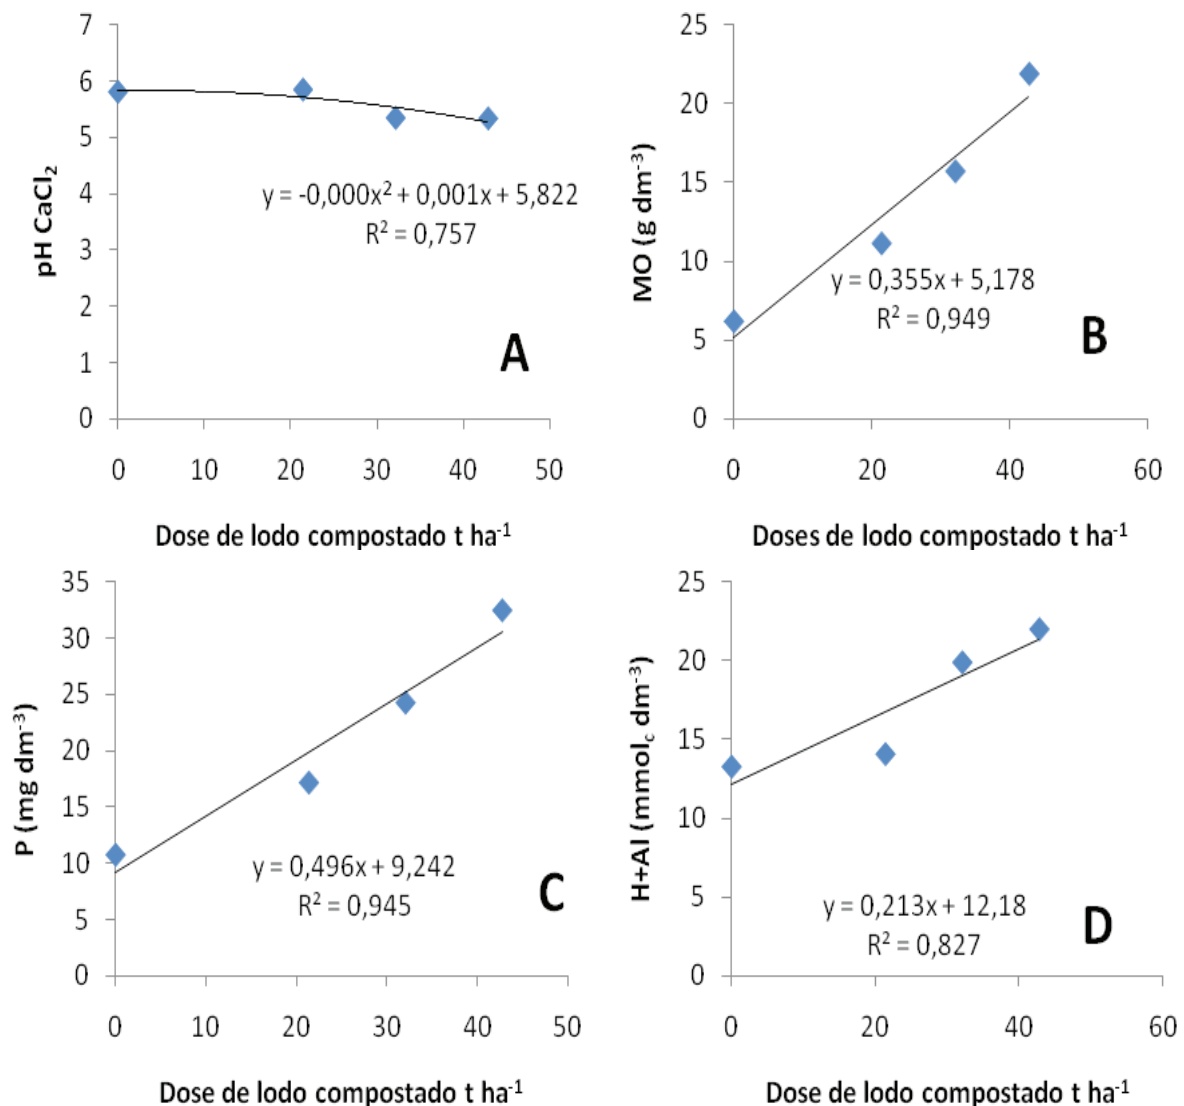 7
6
5
4
3
2
1
0
pH CaCl2
y = -0,000x² + 0,001x + 5,822
R² = 0,757
A
0 10 20 30 40 50
Dose de lodo compostado t ha⁻¹
25
20
15
10
5
0
MO (g dm⁻³)
y = 0,355x + 5,178
R² = 0,949
B
0 20 40 60
Doses de lodo compostado t ha⁻¹
35
30
25
20
15
10
5
0
P (mg dm⁻³)
y = 0,496x + 9,242
R² = 0,945
C
0 10 20 30 40 50
Dose de lodo compostado t ha⁻¹
25
20
15
10
5
0
H+Al (mmolc dm⁻³)
y = 0,213x + 12,18
R² = 0,827
D
0 20 40 60
Dose de lodo compostado t ha⁻¹